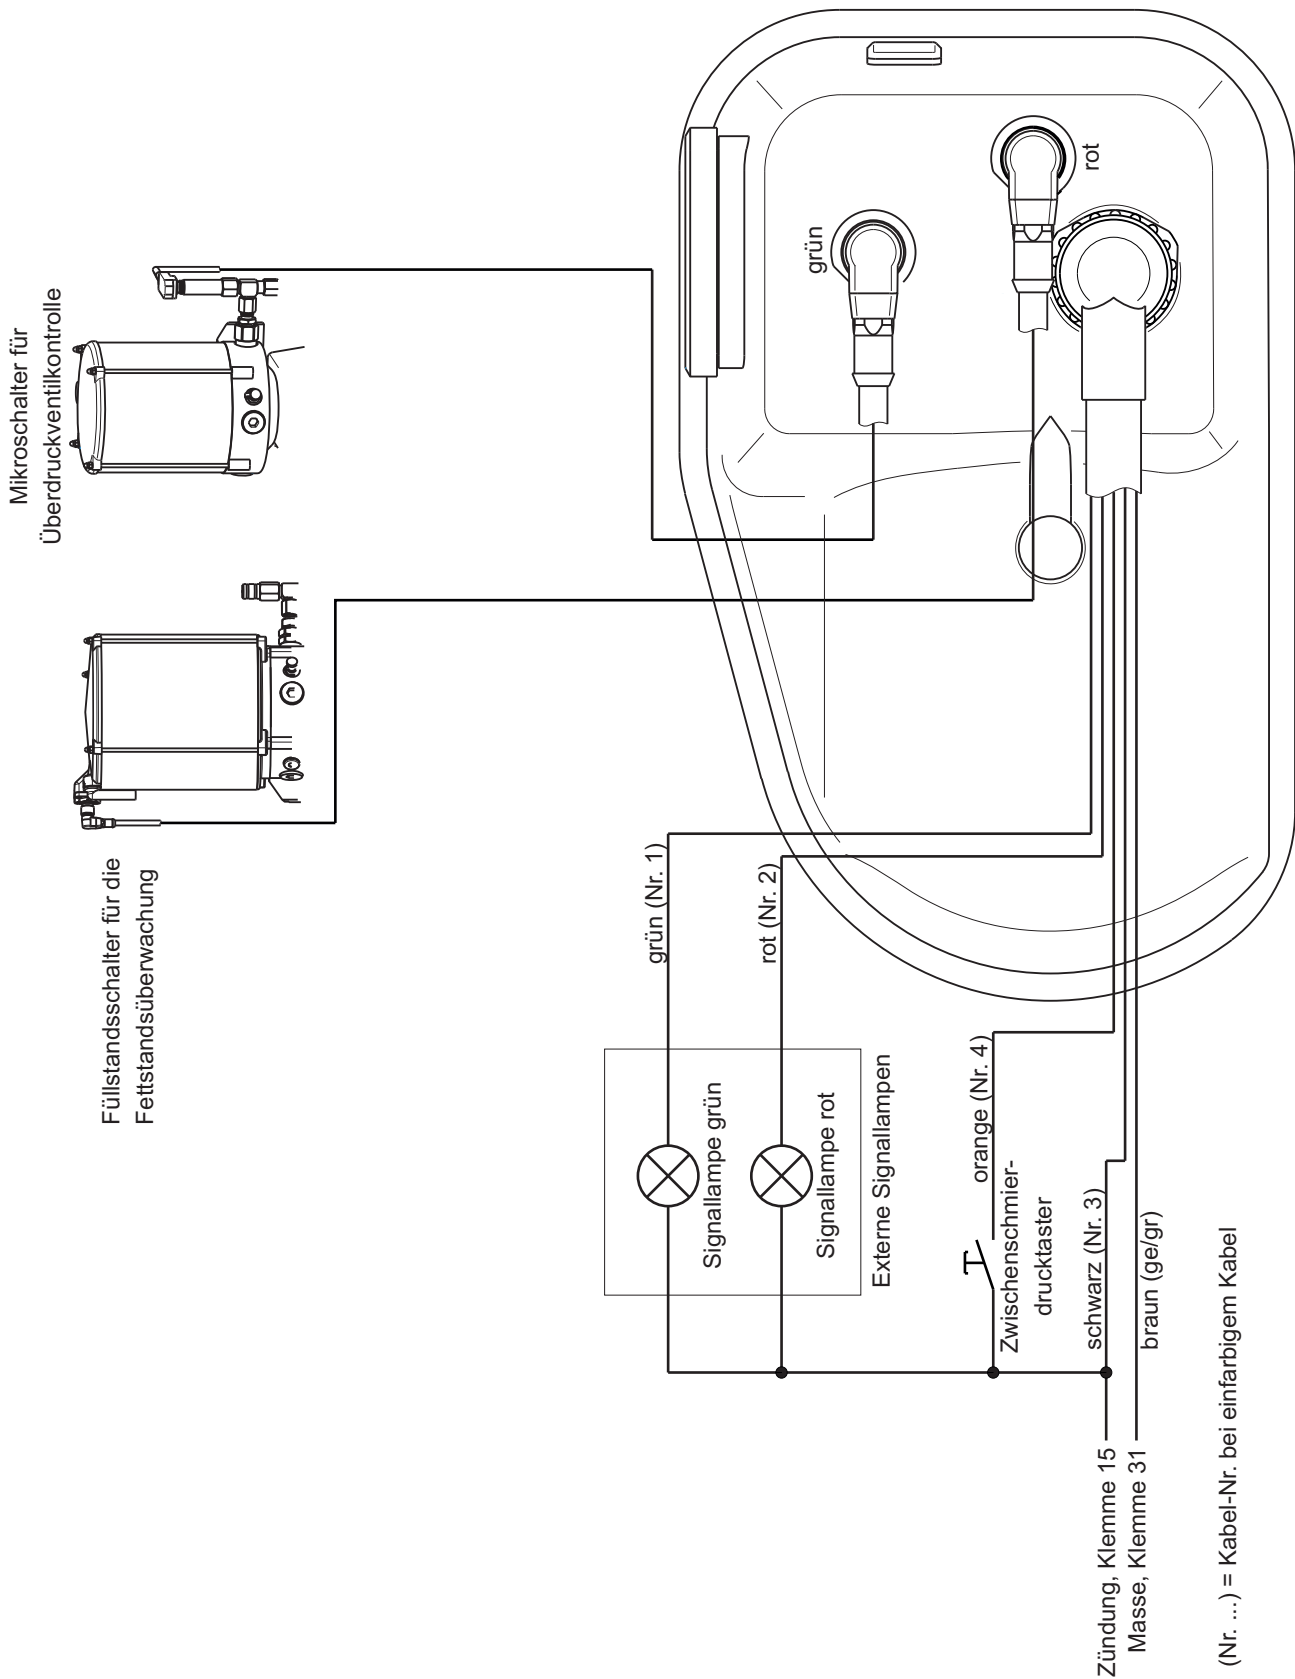 Mikroschalter für
Überdruckventilkontrolle
Füllstandsschalter für die
Fettstandsüberwachung
grün
rot
grün (Nr. 1)
rot (Nr. 2)
Signallampe grün
Signallampe rot
Externe Signallampen
orange (Nr. 4)
Zwischenschmier-
drucktaster
schwarz (Nr. 3)
braun (ge/gr)
Zündung, Klemme 15
Masse, Klemme 31
(Nr. ...) = Kabel-Nr. bei einfarbigem Kabel